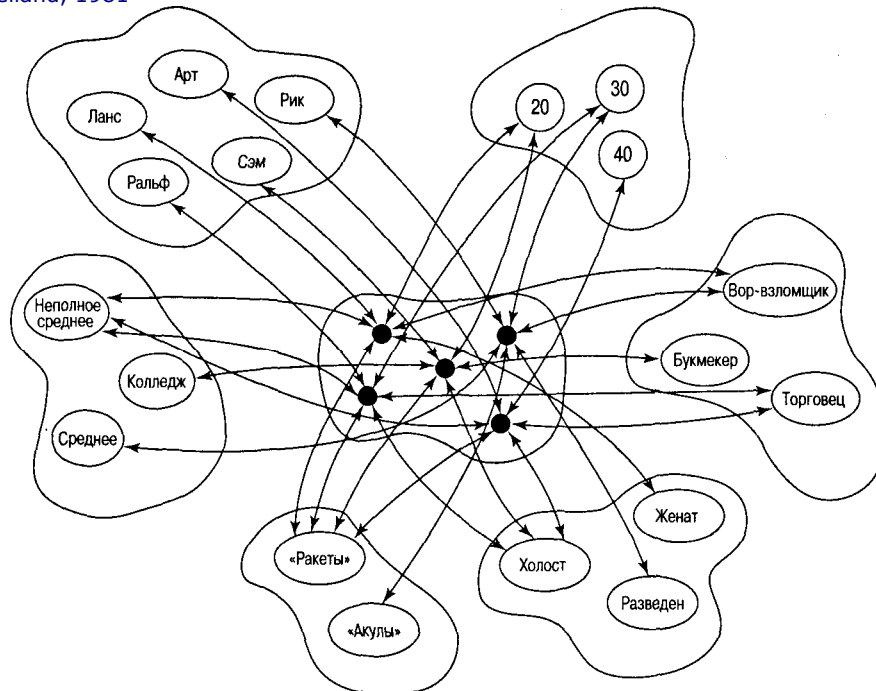 1981
Арт
Рик
Ланс
Сэм
Ральф
20
30
40
Неполное
среднее
Колледж
Среднее
Вор-взломщик
Букмекер
Торговец
«Ракеты»
«Акулы»
Холост
Женат
Разведен